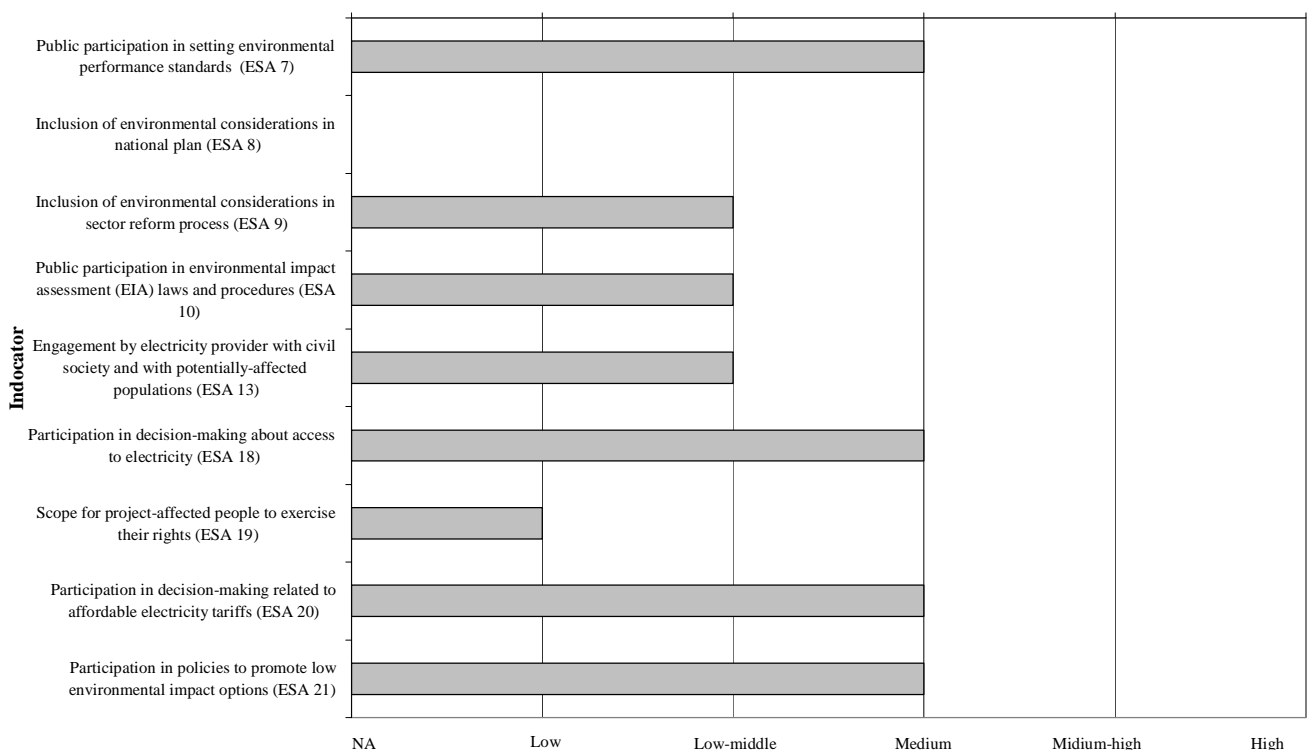 Public participation in setting environmental
performance standards (ESA 7)
Inclusion of environmental considerations in
national plan (ESA 8)
Inclusion of environmental considerations in
sector reform process (ESA 9)
Public participation in environmental impact
assessment (EIA) laws and procedures (ESA
10)
Indocator
Engagement by electricity provider with civil
society and with potentially-affected
populations (ESA 13)
Participation in decision-making about access
to electricity (ESA 18)
Scope for project-affected people to exercise
their rights (ESA 19)
Participation in decision-making related to
affordable electricity tariffs (ESA 20)
Participation in policies to promote low
environmental impact options (ESA 21)
NA Low Low-middle Medium Midium-high High